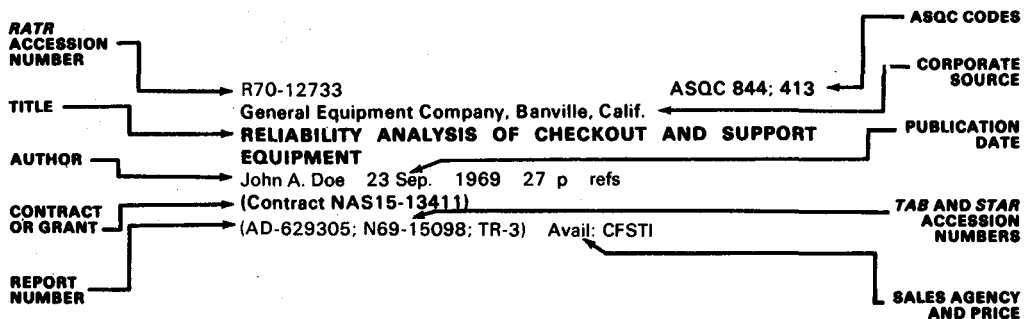 RATR
ACCESSION
NUMBER
ASQC CODES
CORPORATE
SOURCE
R70-12733 ASQC 844; 413
TITLE
General Equipment Company, Banville, Calif.
RELIABILITY ANALYSIS OF CHECKOUT AND SUPPORT
EQUIPMENT
PUBLICATION
DATE
AUTHOR
John A. Doe 23 Sep. 1969 27 p refs
CONTRACT
OR GRANT
(Contract NAS15-13411)
TAB AND STAR
ACCESSION
NUMBERS
(AD-629305; N69-15098; TR-3) Avail: CFSTI
REPORT
NUMBER
SALES AGENCY
AND PRICE